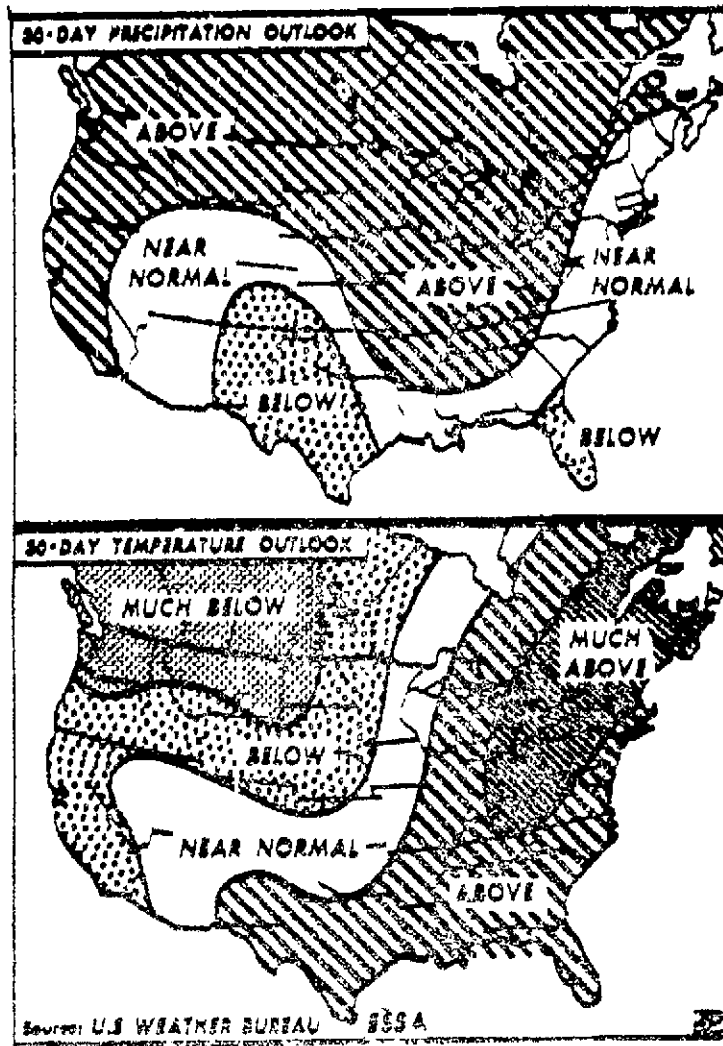 30-DAY PRECIPITATION OUTLOOK
ABOVE
NEAR
NORMAL
ABOVE
NEAR
NORMAL
BELOW
BELOW
30-DAY TEMPERATURE OUTLOOK
MUCH BELOW
MUCH
ABOVE
BELOW
NEAR NORMAL
ABOVE
Source: U.S WEATHER BUREAU ESSA